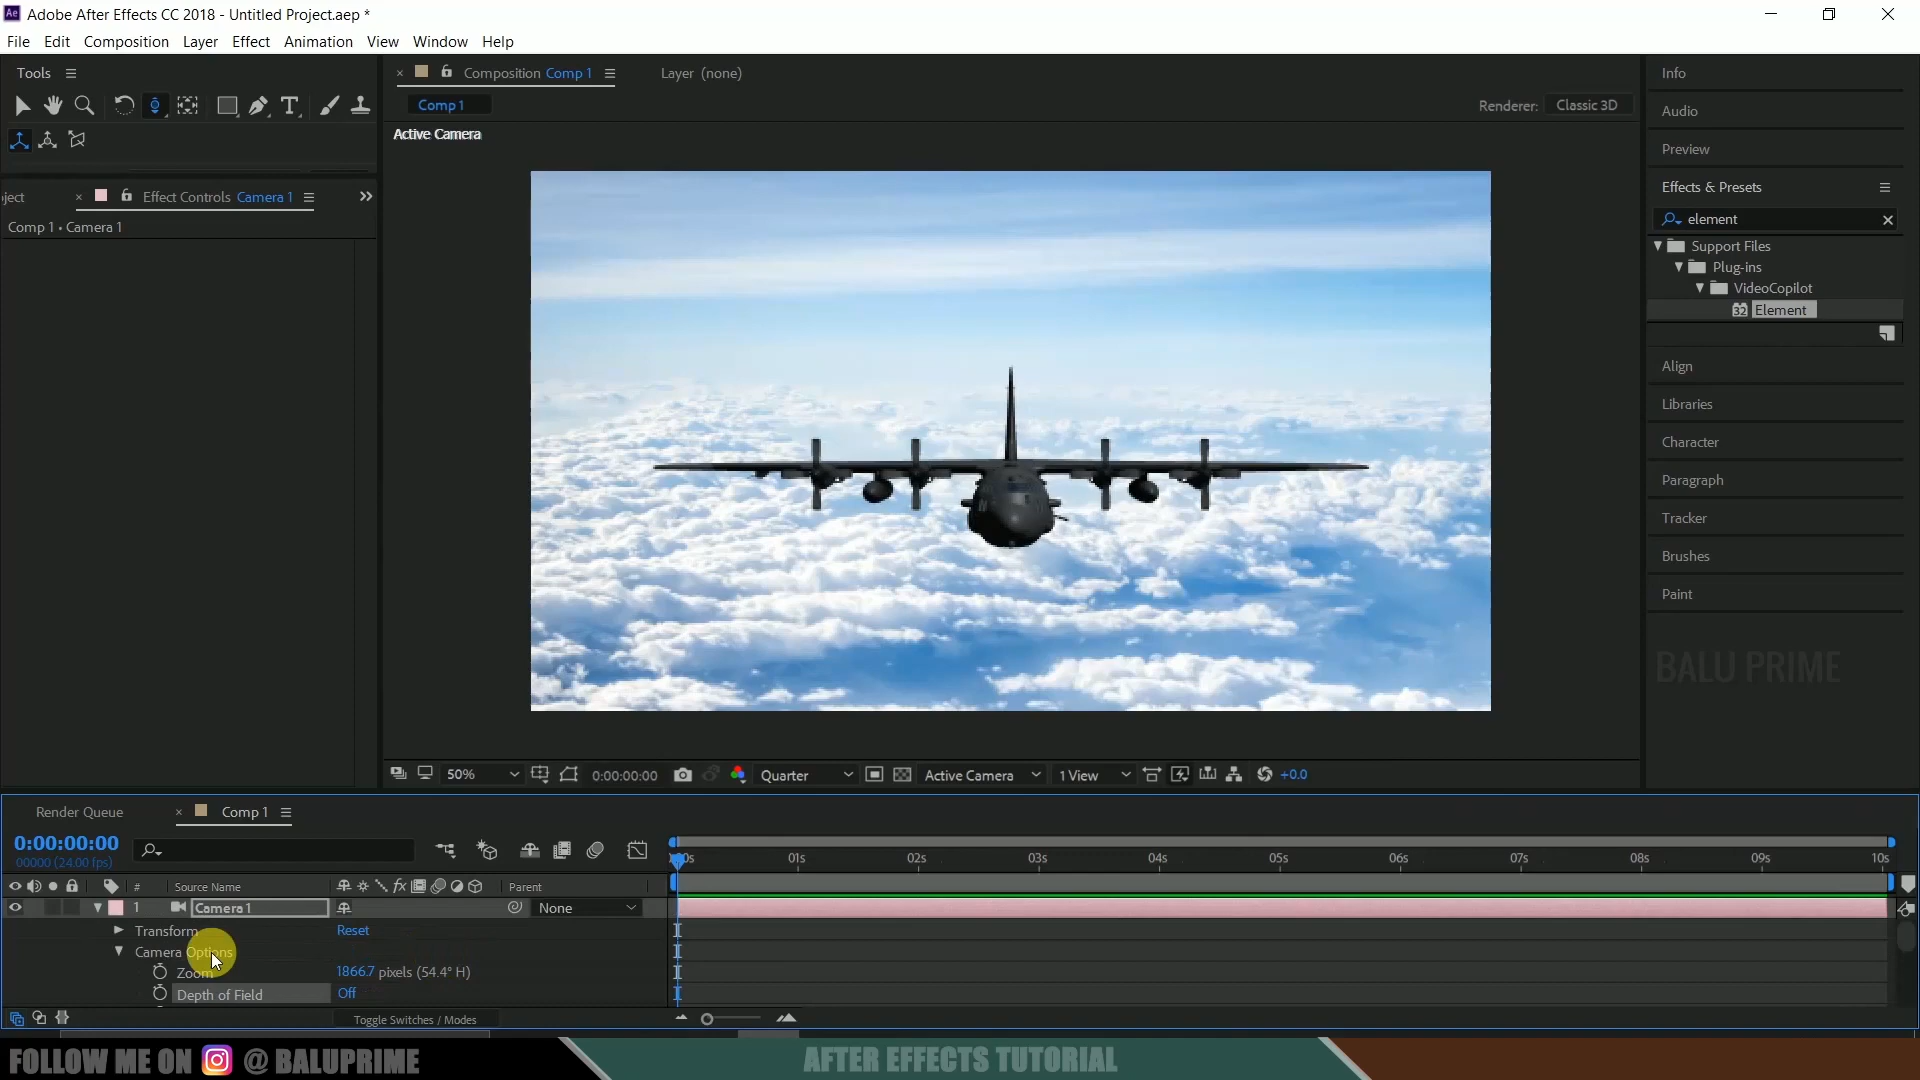 Ae Adobe After Effects CC 2018 - Untitled Project.aep *
File Edit Composition Layer Effect Animation View Window Help
Tools
Composition Comp 1
Layer (none)
Comp 1
Renderer: Classic 3D
Active Camera
ject
Effect Controls Camera 1
Comp 1 • Camera 1
Info
Audio
Preview
Effects & Presets
element
Support Files
Plug-ins
VideoCopilot
32 Element
Align
Libraries
Character
Paragraph
Tracker
Brushes
Paint
BALU PRIME
50%
0:00:00:00
Quarter
Active Camera
1 View
+0.0
Render Queue
Comp 1
0:00:00:00
00000 (24.00 fps)
01s 02s 03s 04s 05s 06s 07s 08s 09s 10s
# Source Name
fx
Parent
1 Camera 1
None
Transform
Reset
Camera Options
Zoom
1866.7 pixels (54.4° H)
Depth of Field
Off
Toggle Switches / Modes
FOLLOW ME ON @ BALUPRIME
AFTER EFFECTS TUTORIAL